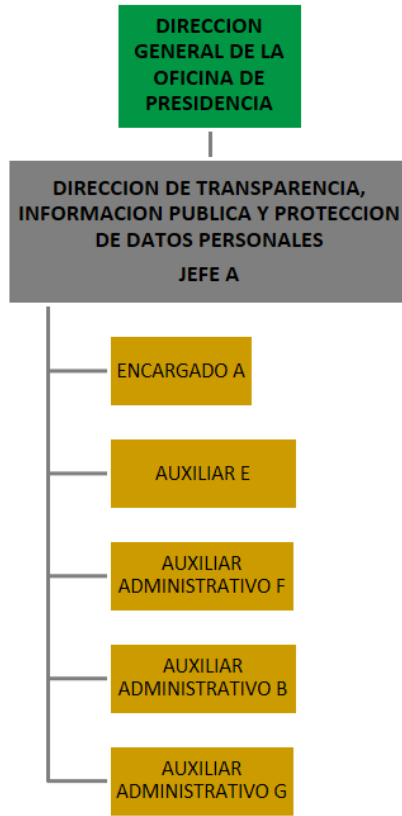 DIRECCION
GENERAL DE LA
OFICINA DE
PRESIDENCIA
DIRECCION DE TRANSPARENCIA,
INFORMACION PUBLICA Y PROTECCION
DE DATOS PERSONALES
JEFE A
ENCARGADO A
AUXILIAR E
AUXILIAR
ADMINISTRATIVO F
AUXILIAR
ADMINISTRATIVO B
AUXILIAR
ADMINISTRATIVO G